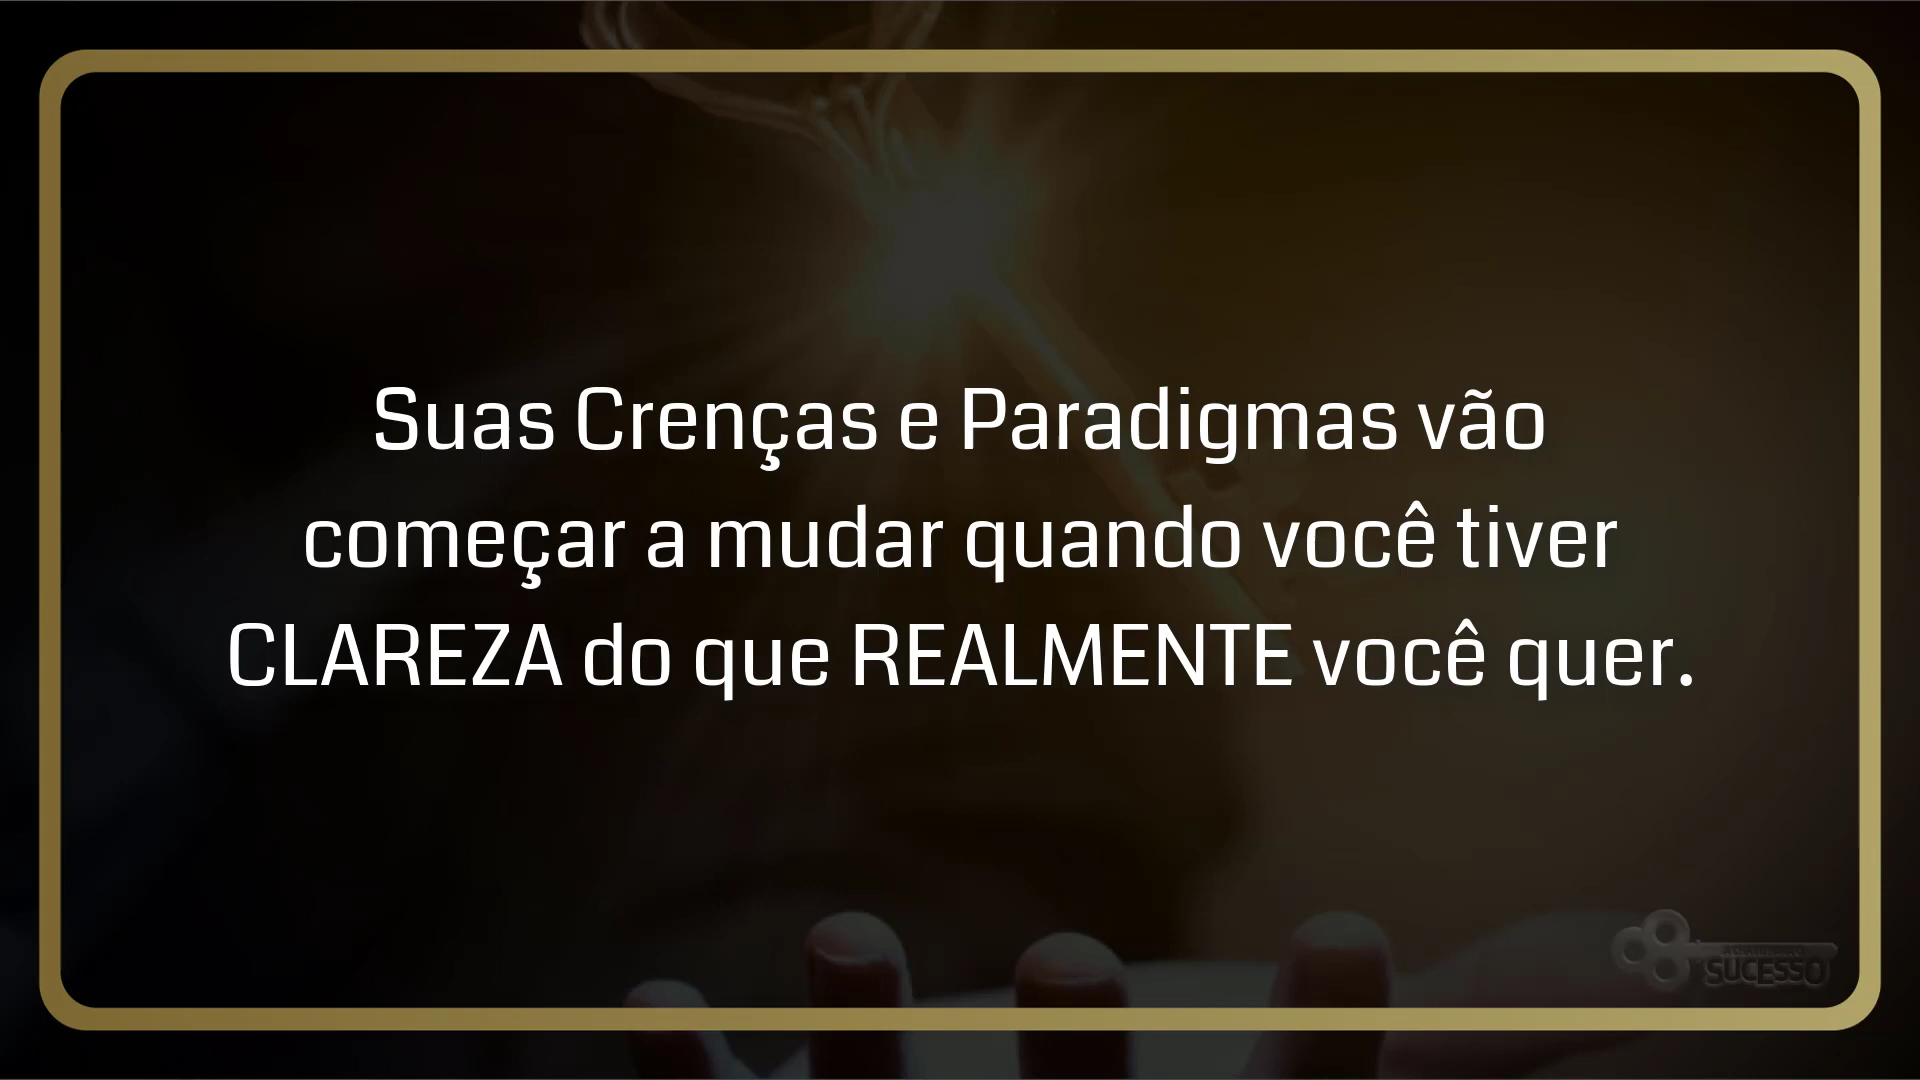 Suas Crenças e Paradigmas vão
começar a mudar quando você tiver
CLAREZA do que REALMENTE você quer.
SUCESSO